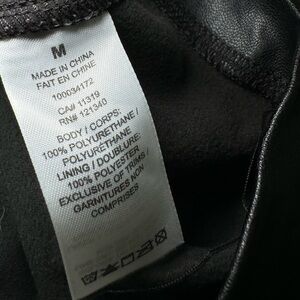 M
MADE IN CHINA
FAIT EN CHINE
100034172
CA# 11319
RN# 121340
BODY / CORPS:
100% POLYURETHANE /
POLYURETHANE
LINING / DOUBLURE:
100% POLYESTER
EXCLUSIVE OF TRIMS /
GARNITURES NON
COMPRISES